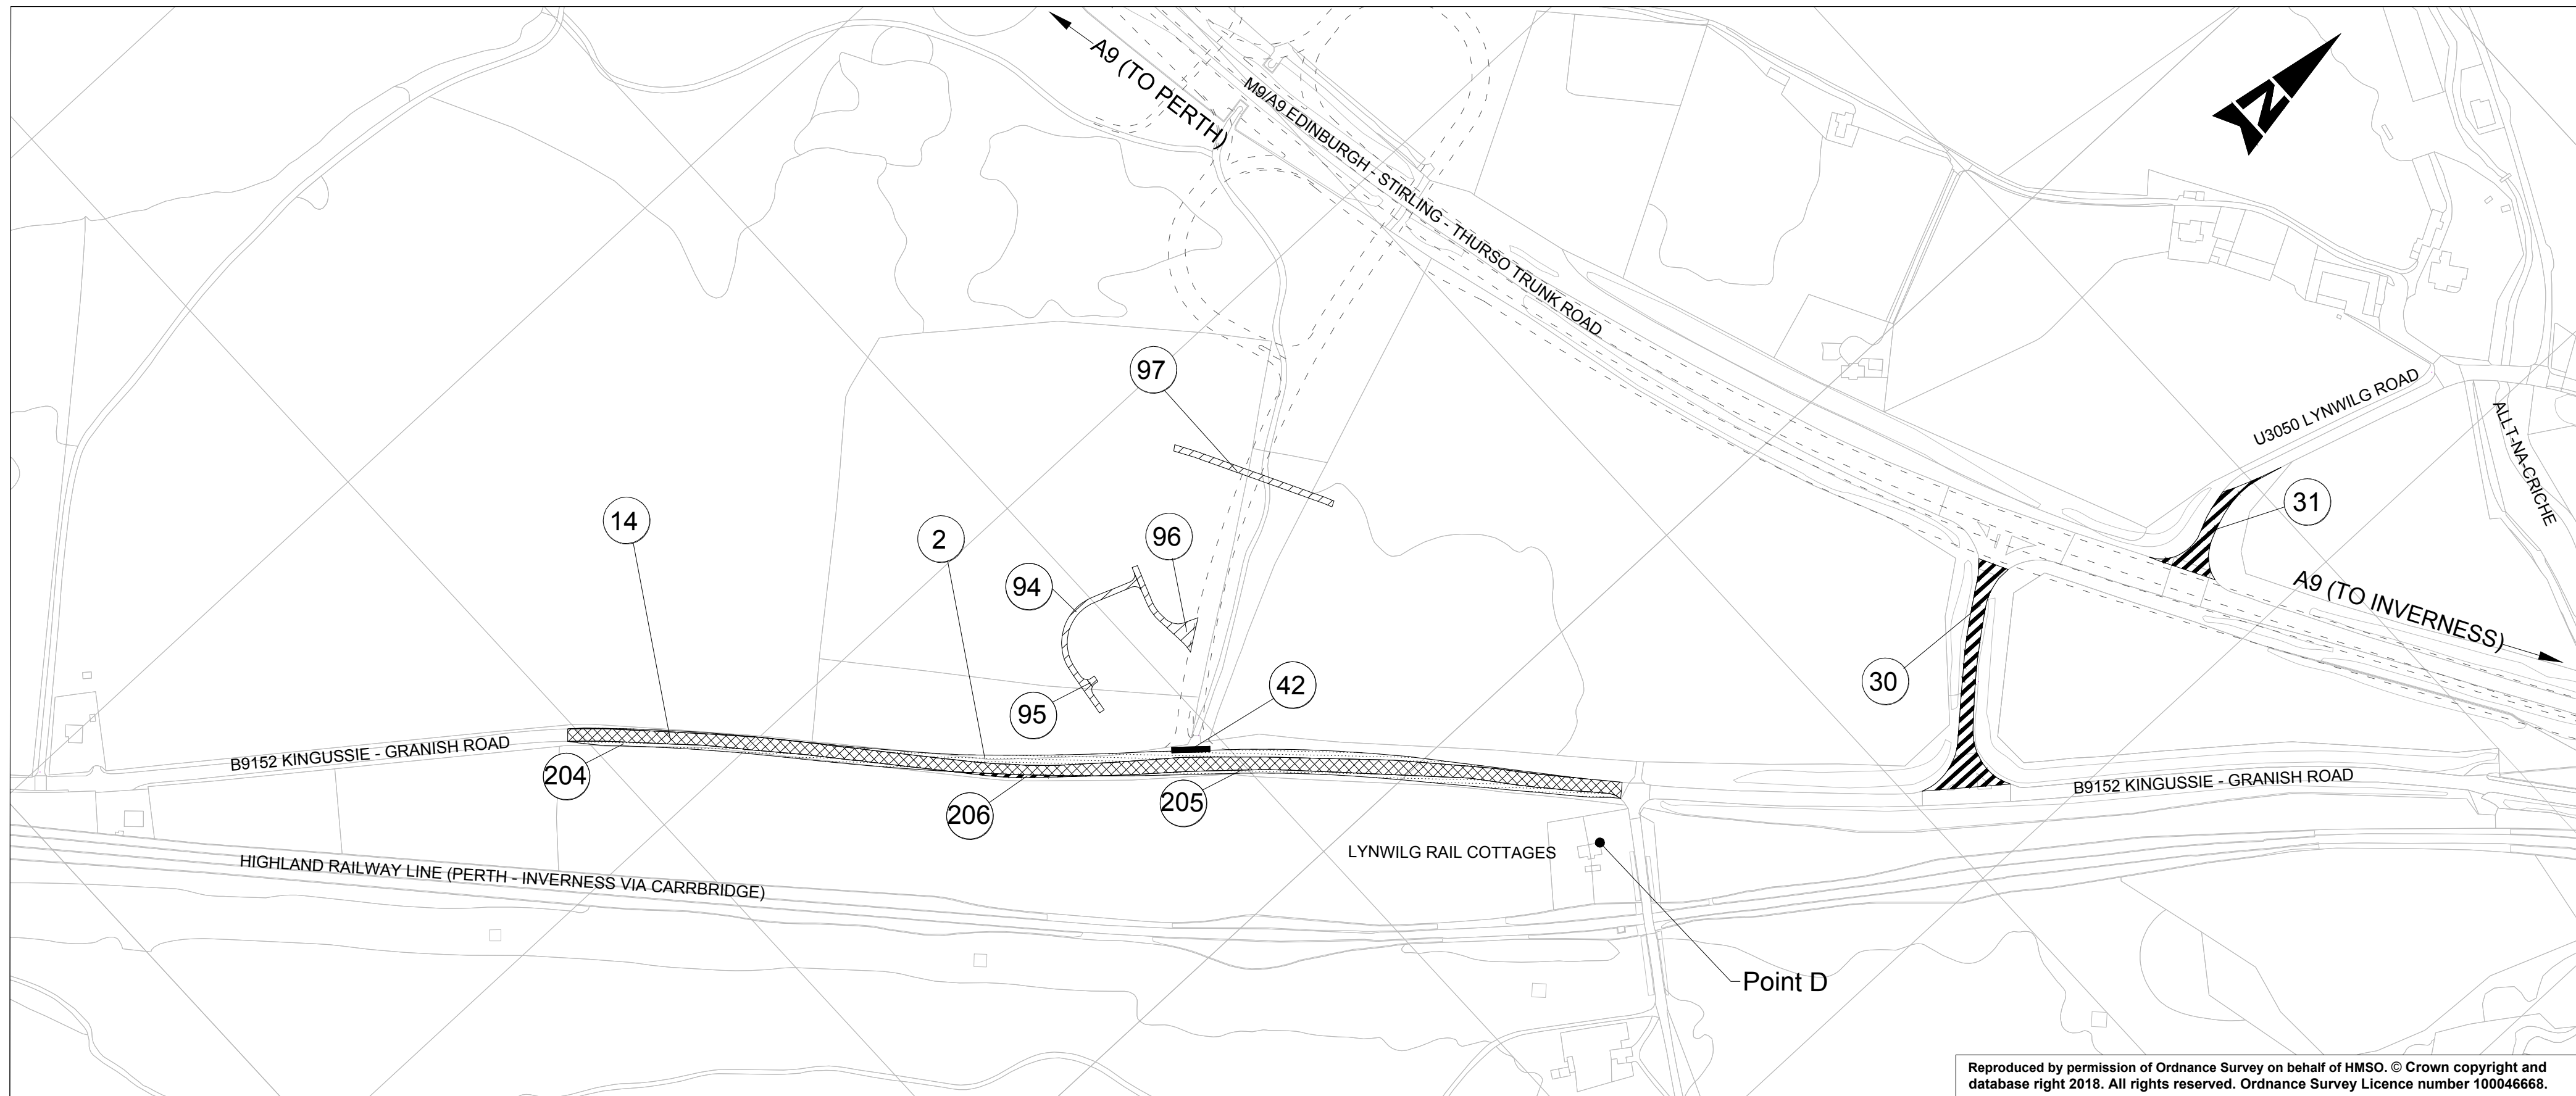 A9 (TO PERTH)
M9/A9 EDINBURGH - STIRLING - THURSO TRUNK ROAD
N
97
U3050 LYNWILG ROAD
ALLT-NA-CRICHE
14
2
96
31
94
A9 (TO INVERNESS)
42
30
95
B9152 KINGUSSIE - GRANISH ROAD
204
206
205
B9152 KINGUSSIE - GRANISH ROAD
LYNWILG RAIL COTTAGES
HIGHLAND RAILWAY LINE (PERTH - INVERNESS VIA CARRBRIDGE)
Point D
Reproduced by permission of Ordnance Survey on behalf of HMSO. © Crown copyright and
database right 2018. All rights reserved. Ordnance Survey Licence number 100046668.